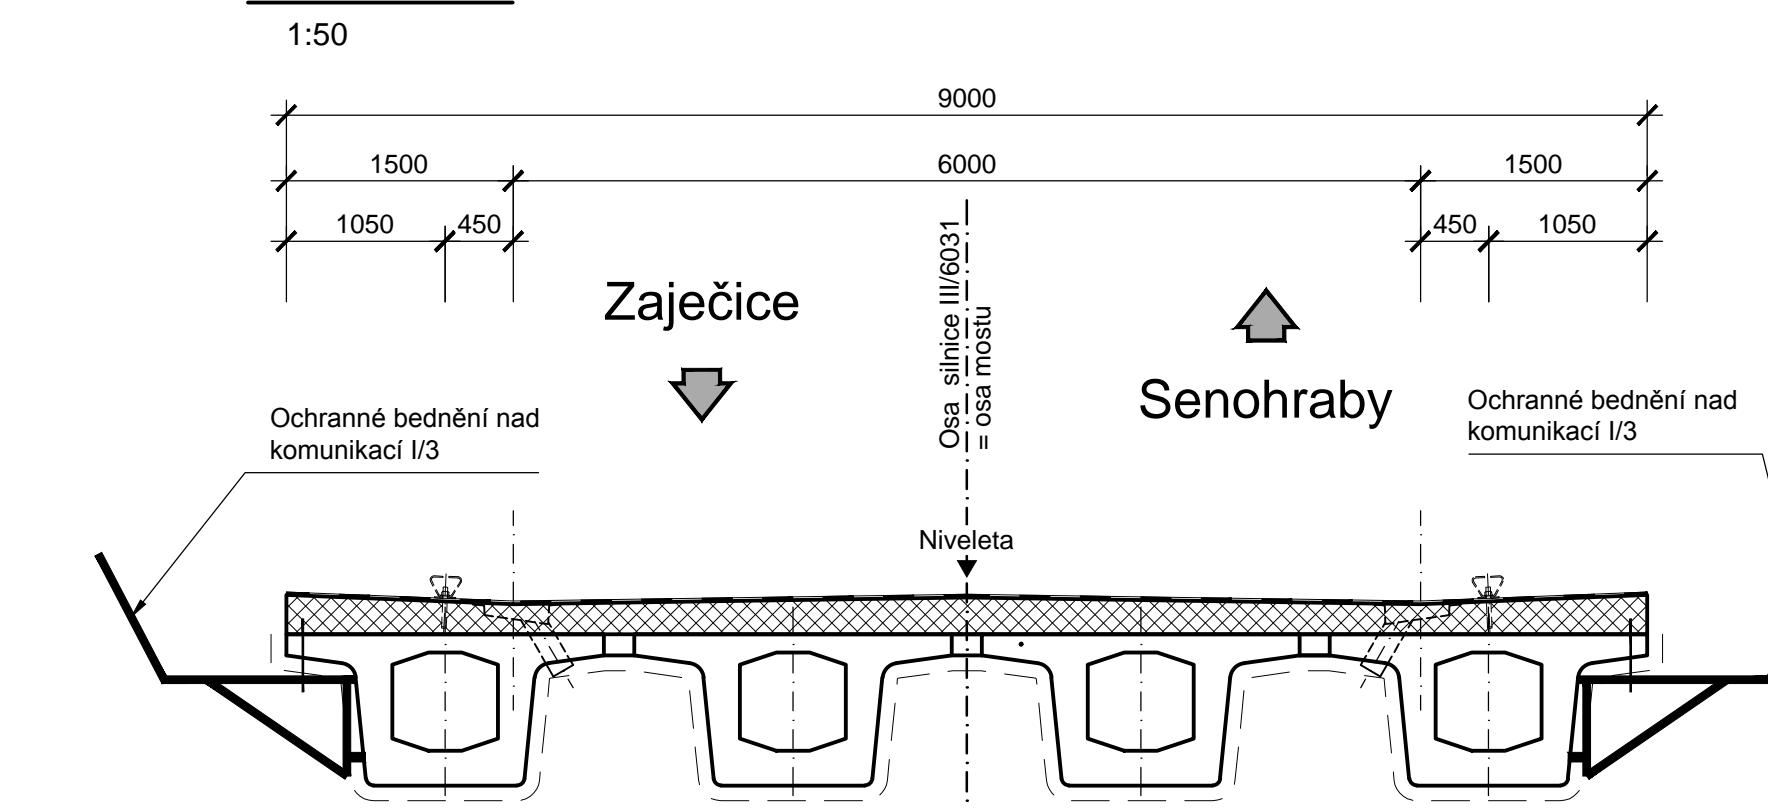 1:50
9000
1500
6000
1500
1050
450
450
1050
Zaječice
Osa silnice III/6031
= osa mostu
Senohraby
Ochranné bednění nad
komunikací I/3
Ochranné bednění nad
komunikací I/3
Niveleta